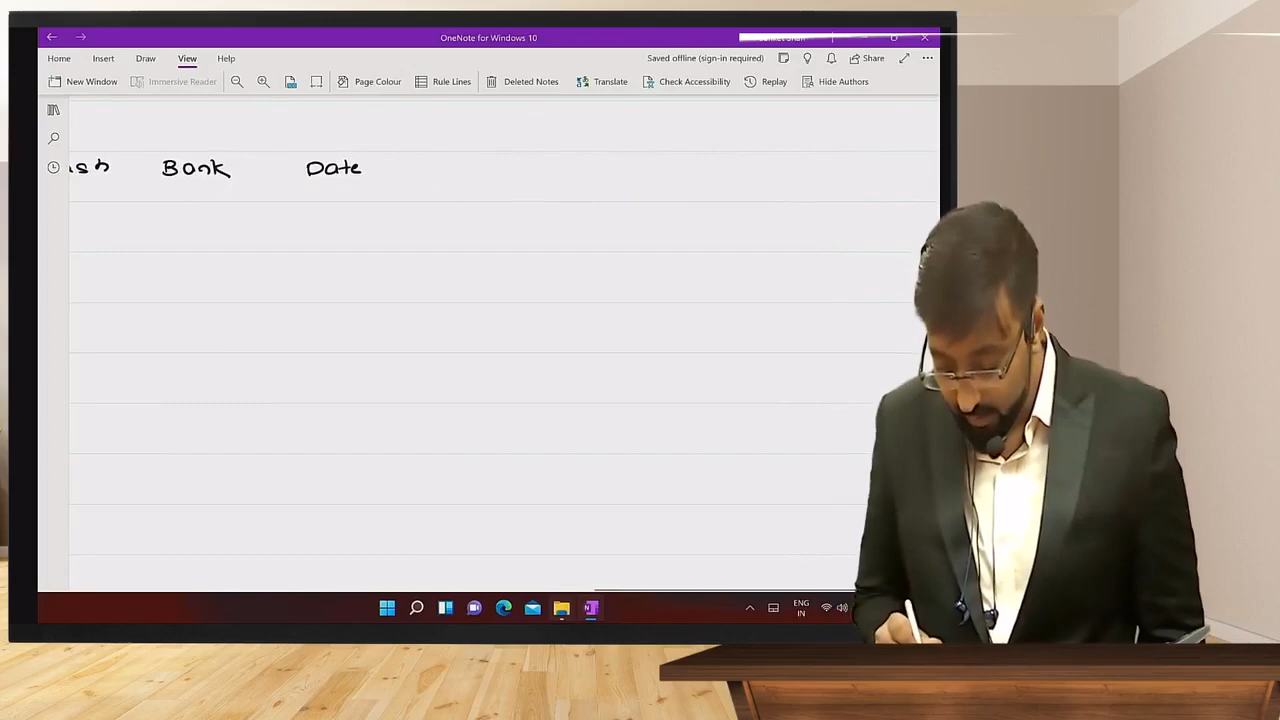 OneNote for Windows 10
Home Insert Draw View Help
Saved offline (sign-in required) Share
New Window Immersive Reader Page Colour Rule Lines Deleted Notes Translate Check Accessibility Replay Hide Authors
Bank Date
ENG
IN